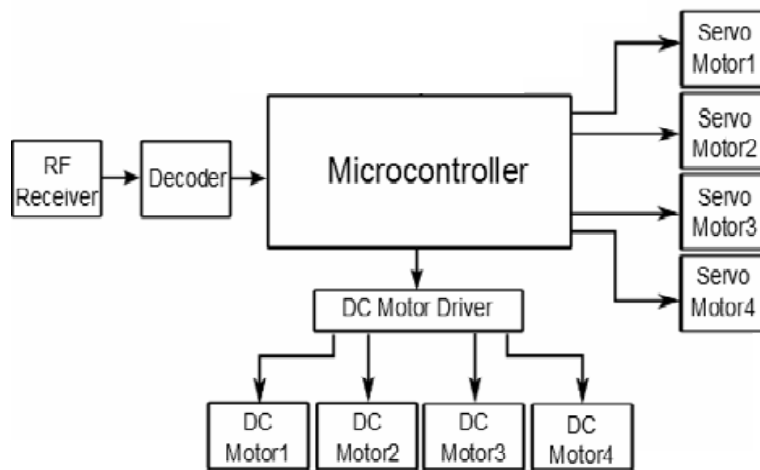 RF
Receiver
Decoder
Microcontroller
Servo
Motor1
Servo
Motor2
Servo
Motor3
Servo
Motor4
DC Motor Driver
DC
Motor1
DC
Motor2
DC
Motor3
DC
Motor4